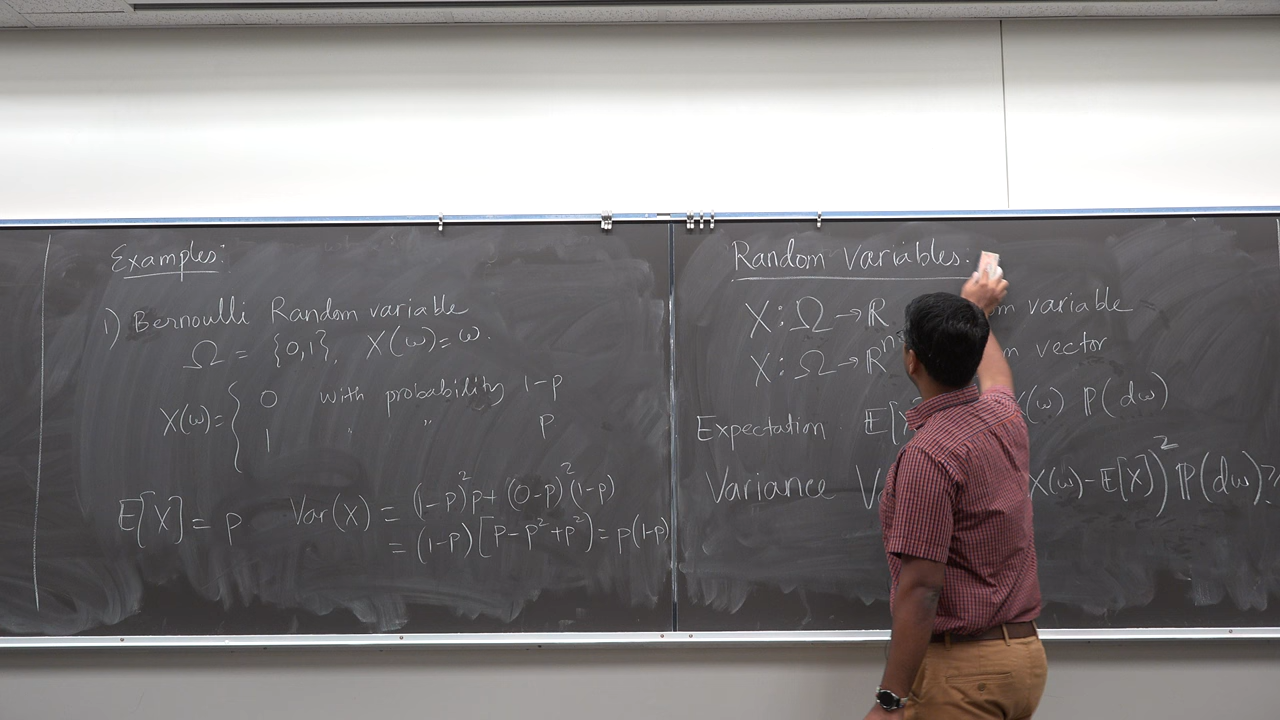 Examples:
1) Bernoulli Random variable
Ω = {0,1}, X(ω)=ω.
X(ω)= { 0 with probability 1-p
1 " " p
E[X] = p Var(X) = (1-p)²p + (0-p)²(1-p)
= (1-p)[p-p²+p²] = p(1-p)
Random Variables:
X: Ω → R variable
X: Ω → Rⁿ vector
Expectation E[ (ω) P(dω)
Variance X(ω)-E[X])² P(dω)